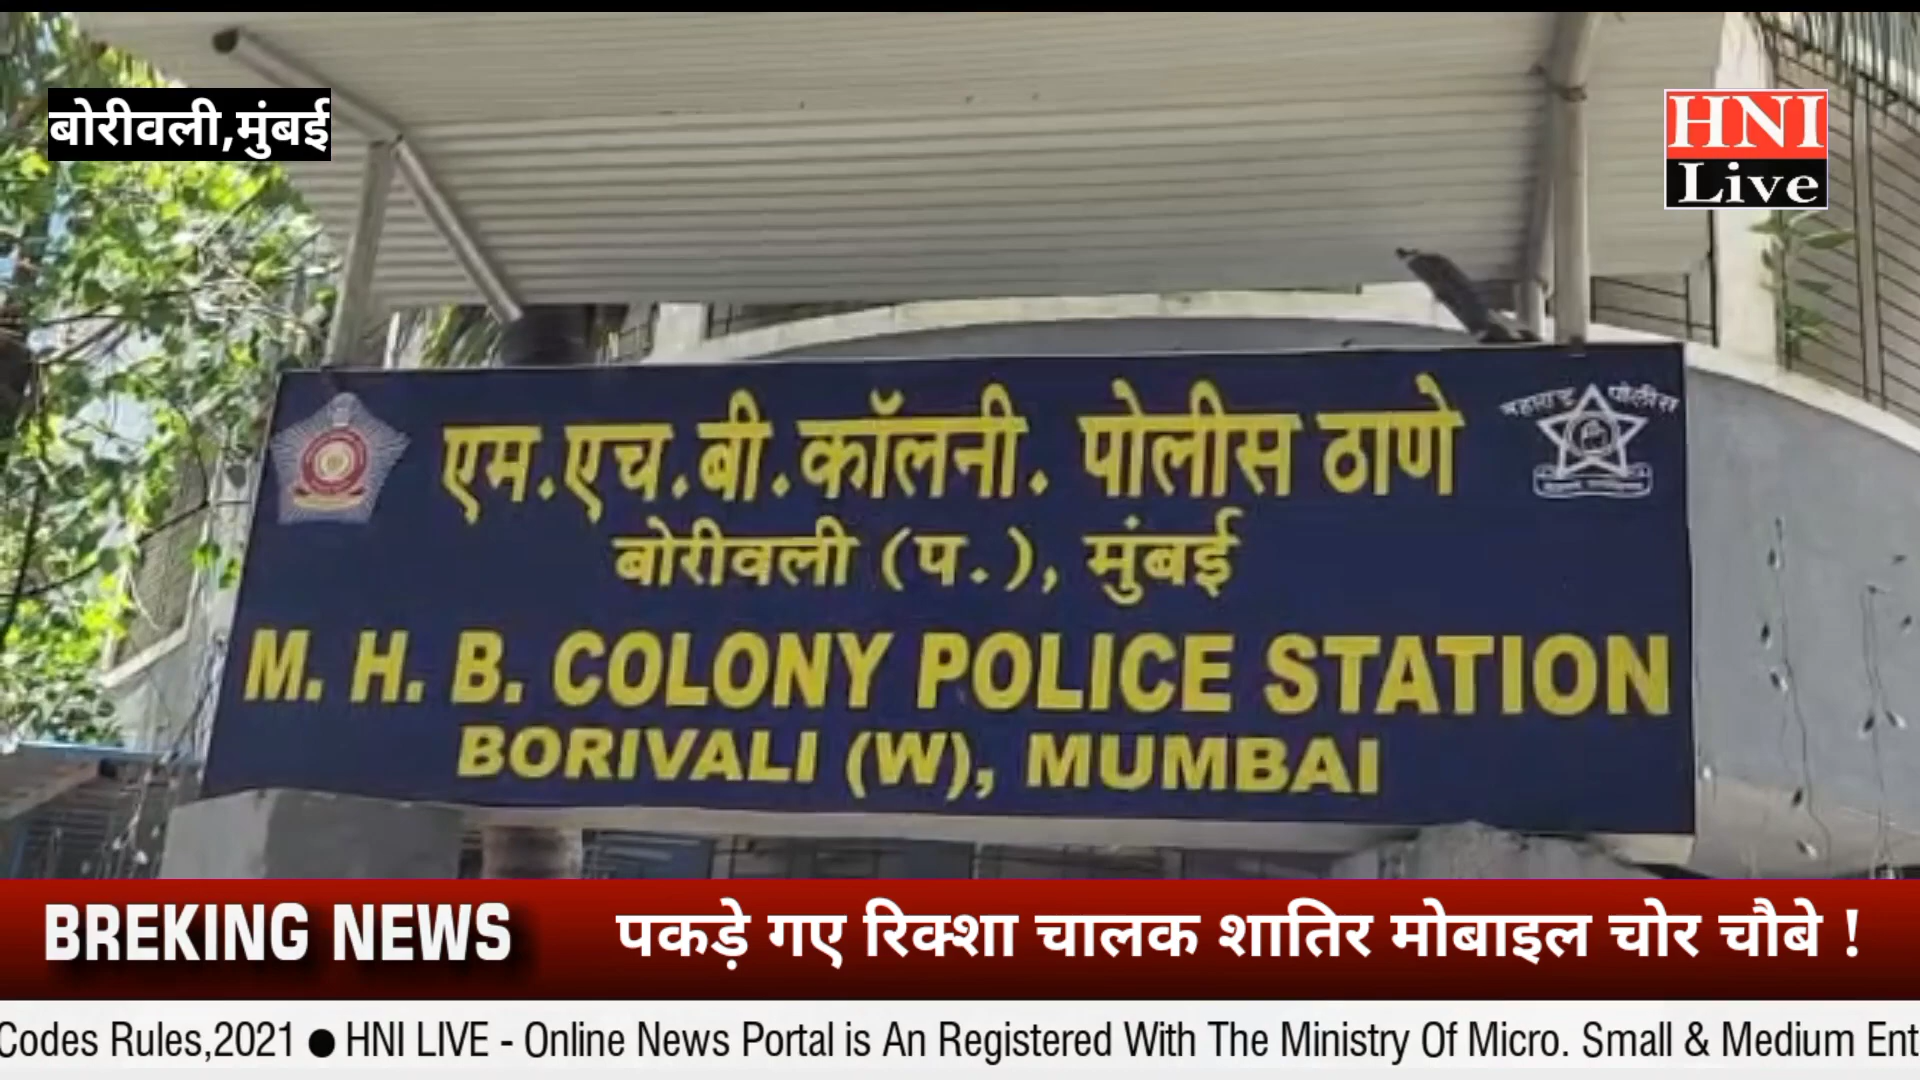 बोरीवली,मुंबई
HNI
Live
महाराष्ट्र पोलीस
एम.एच.बी.कॉलनी. पोलीस ठाणे
बोरीवली (प.), मुंबई
M. H. B. COLONY POLICE STATION
BORIVALI (W), MUMBAI
BREKING NEWS
पकड़े गए रिक्शा चालक शातिर मोबाइल चोर चौबे !
Codes Rules,2021 ● HNI LIVE - Online News Portal is An Registered With The Ministry Of Micro. Small & Medium Ent